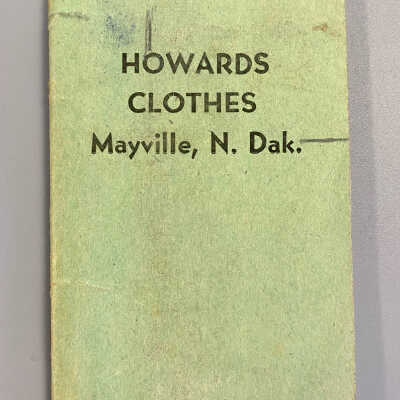 HOWARDS
CLOTHES
Mayville, N. Dak.